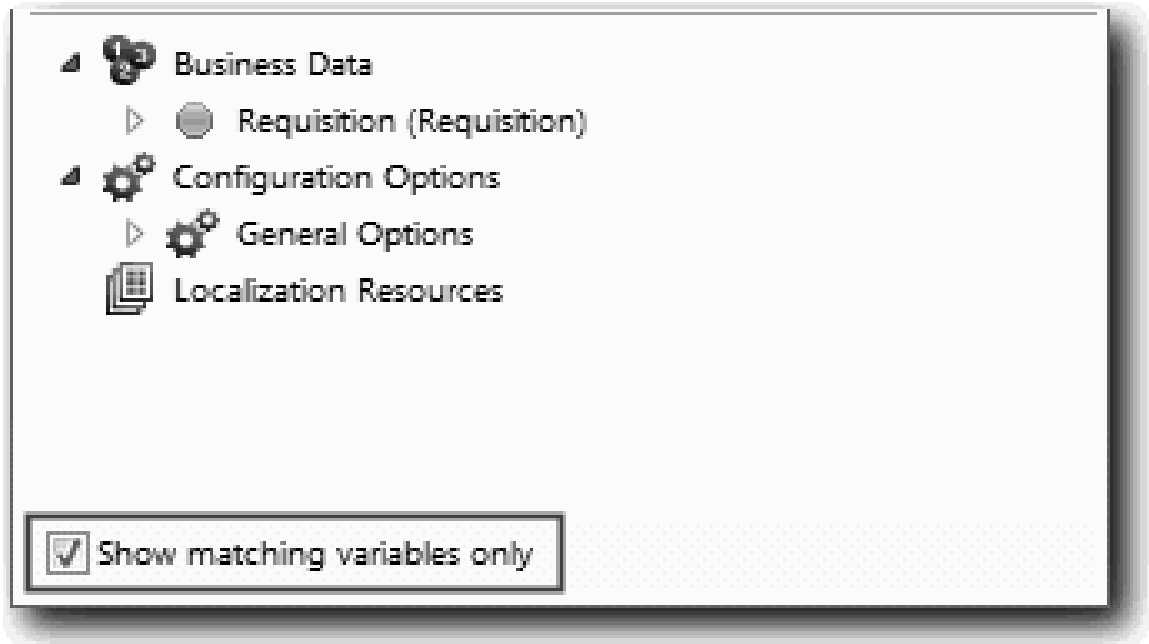 Business Data
Requisition (Requisition)
Configuration Options
General Options
Localization Resources
Show matching variables only